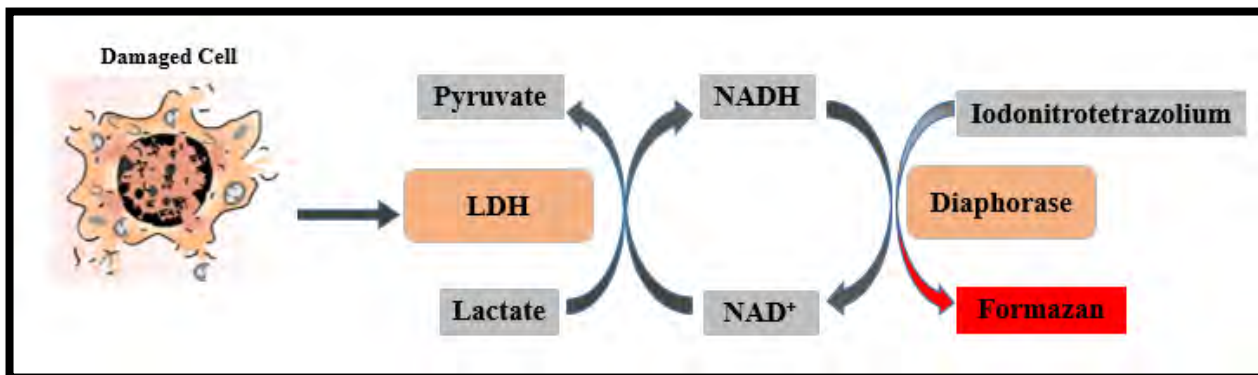 Damaged Cell
Pyruvate
NADH
Iodonitrotetrazolium
LDH
Diaphorase
Lactate
NAD⁺
Formazan